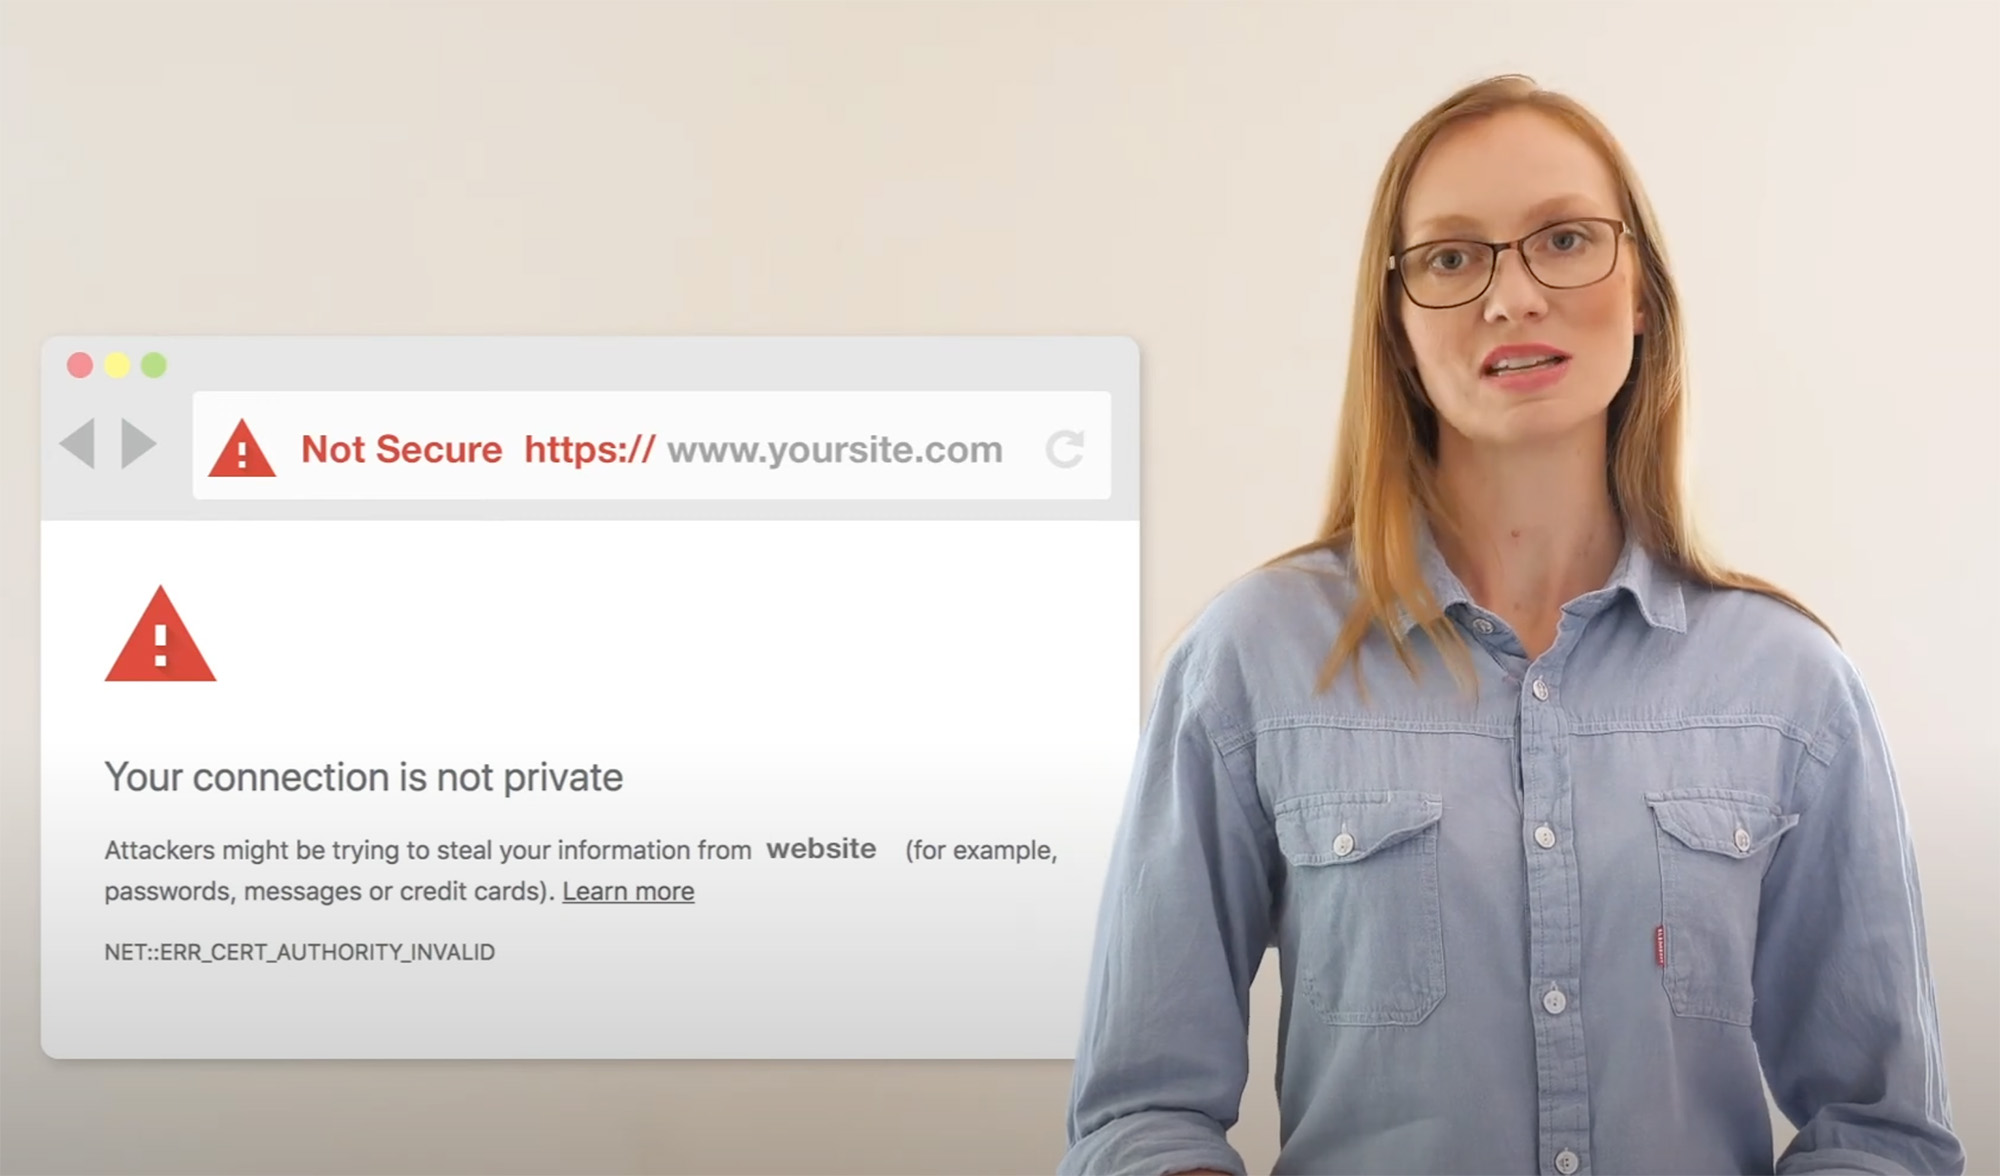 Not Secure https:// www.yoursite.com
Your connection is not private
Attackers might be trying to steal your information from website (for example,
passwords, messages or credit cards). Learn more
NET::ERR_CERT_AUTHORITY_INVALID
ELEMENT